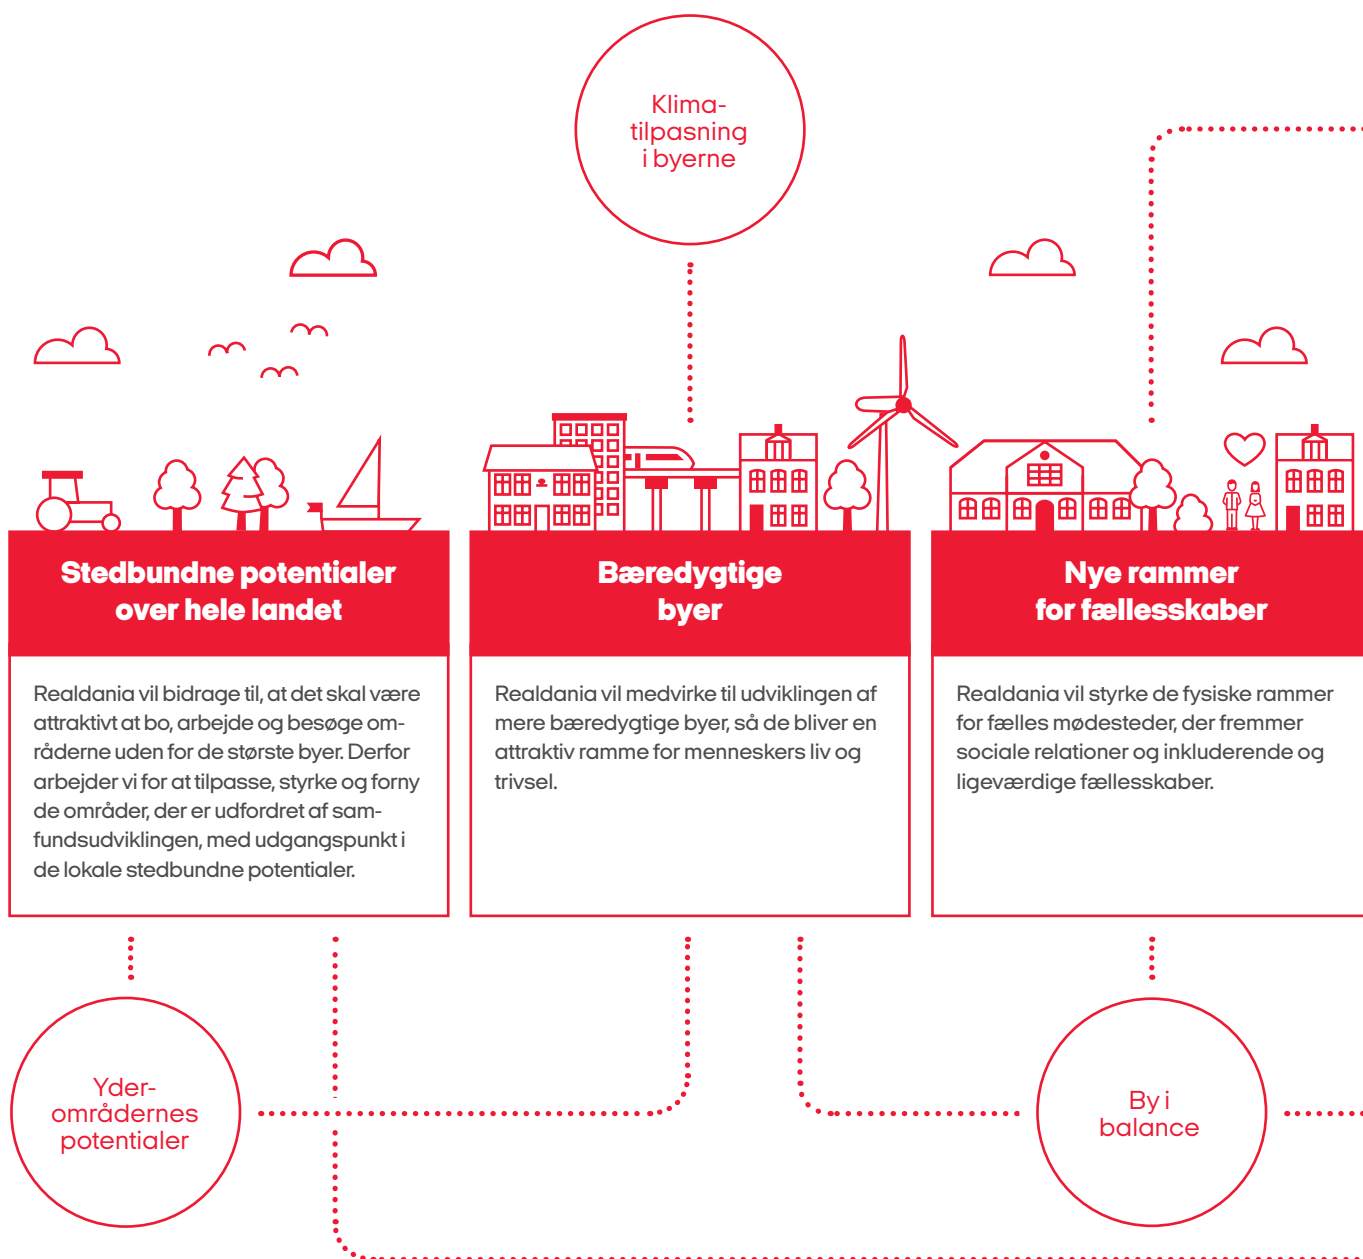 Klima-
tilpasning
i byerne
Stedbundne potentialer
over hele landet
Realdania vil bidrage til, at det skal være
attraktivt at bo, arbejde og besøge om-
råderne uden for de største byer. Derfor
arbejder vi for at tilpasse, styrke og forny
de områder, der er udfordret af sam-
fundsudviklingen, med udgangspunkt i
de lokale stedbundne potentialer.
Bæredygtige
byer
Realdania vil medvirke til udviklingen af
mere bæredygtige byer, så de bliver en
attraktiv ramme for menneskers liv og
trivsel.
Nye rammer
for fællesskaber
Realdania vil styrke de fysiske rammer
for fælles mødesteder, der fremmer
sociale relationer og inkluderende og
ligeværdige fællesskaber.
Yder-
områdernes
potentialer
By i
balance